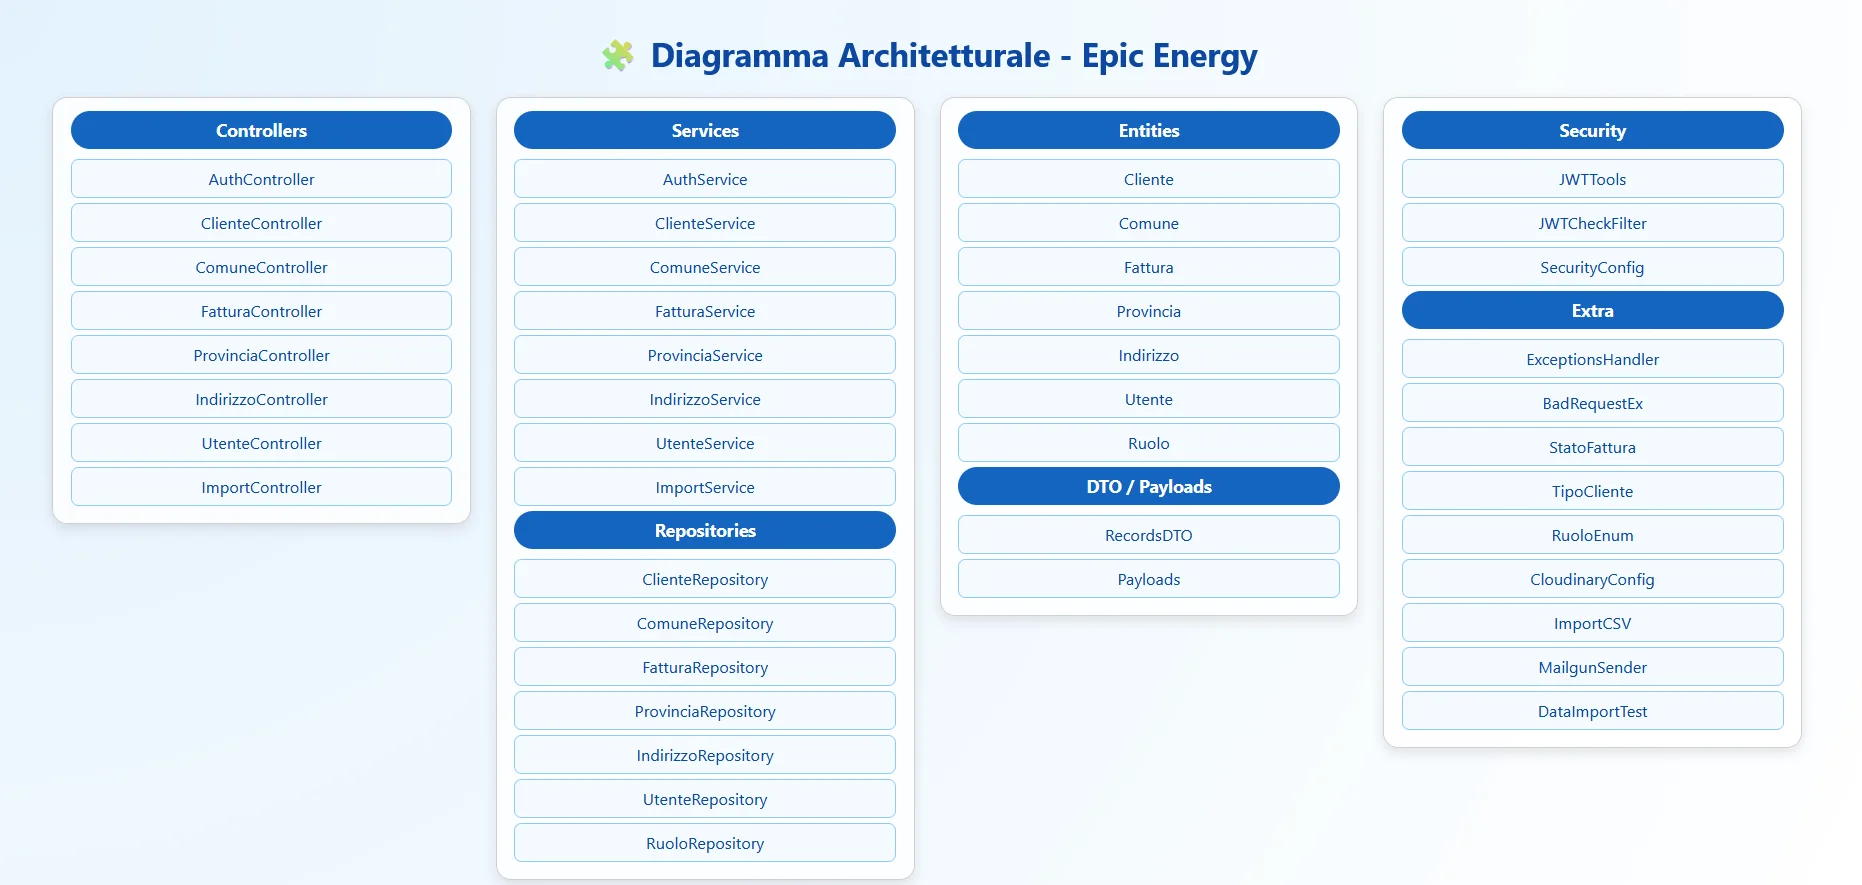 Diagramma Architetturale - Epic Energy
Controllers
AuthController
ClienteController
ComuneController
FatturaController
ProvinciaController
IndirizzoController
UtenteController
ImportController
Services
AuthService
ClienteService
ComuneService
FatturaService
ProvinciaService
IndirizzoService
UtenteService
ImportService
Repositories
ClienteRepository
ComuneRepository
FatturaRepository
ProvinciaRepository
IndirizzoRepository
UtenteRepository
RuoloRepository
Entities
Cliente
Comune
Fattura
Provincia
Indirizzo
Utente
Ruolo
DTO / Payloads
RecordsDTO
Payloads
Security
JWTTools
JWTCheckFilter
SecurityConfig
Extra
ExceptionsHandler
BadRequestEx
StatoFattura
TipoCliente
RuoloEnum
CloudinaryConfig
ImportCSV
MailgunSender
DataImportTest